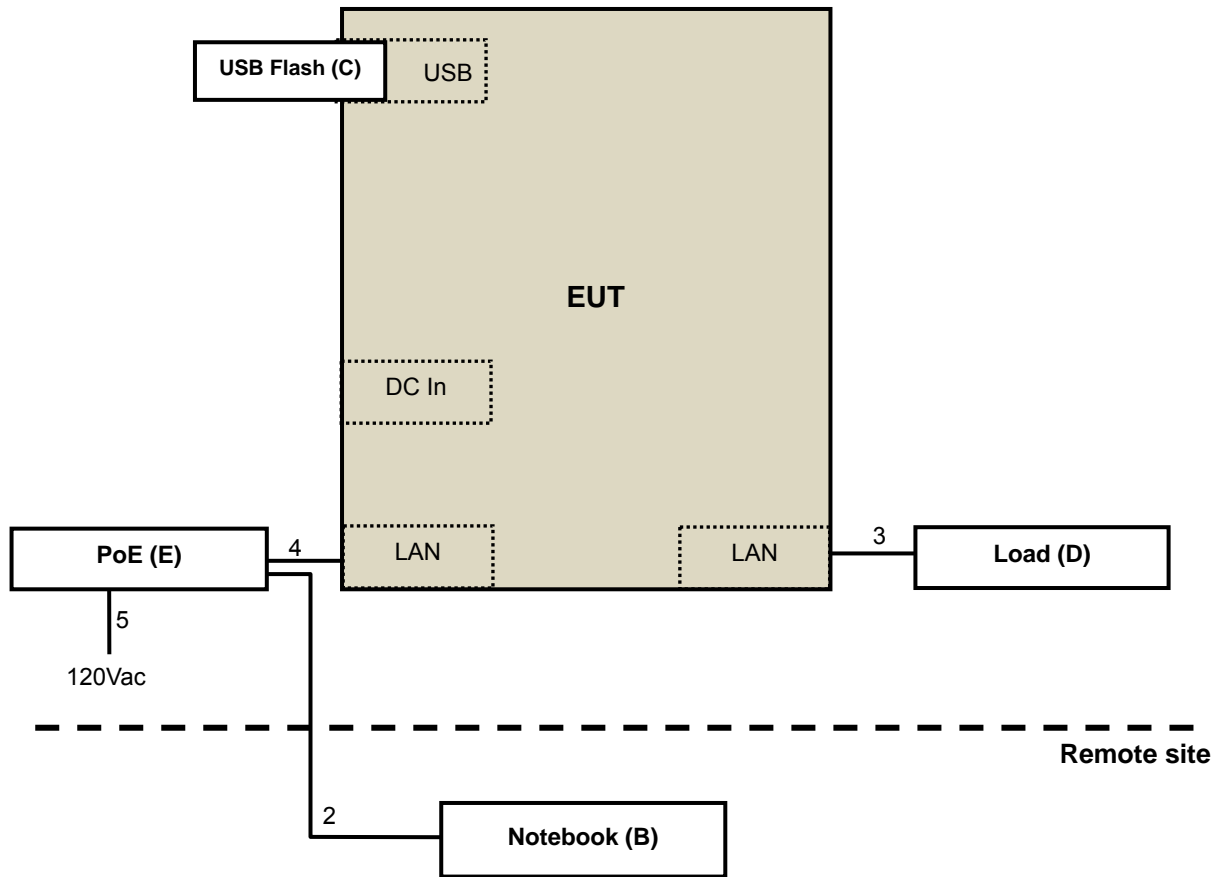 USB Flash (C)
USB
EUT
DC In
PoE (E)
4
LAN
LAN
3
Load (D)
5
120Vac
Remote site
2
Notebook (B)